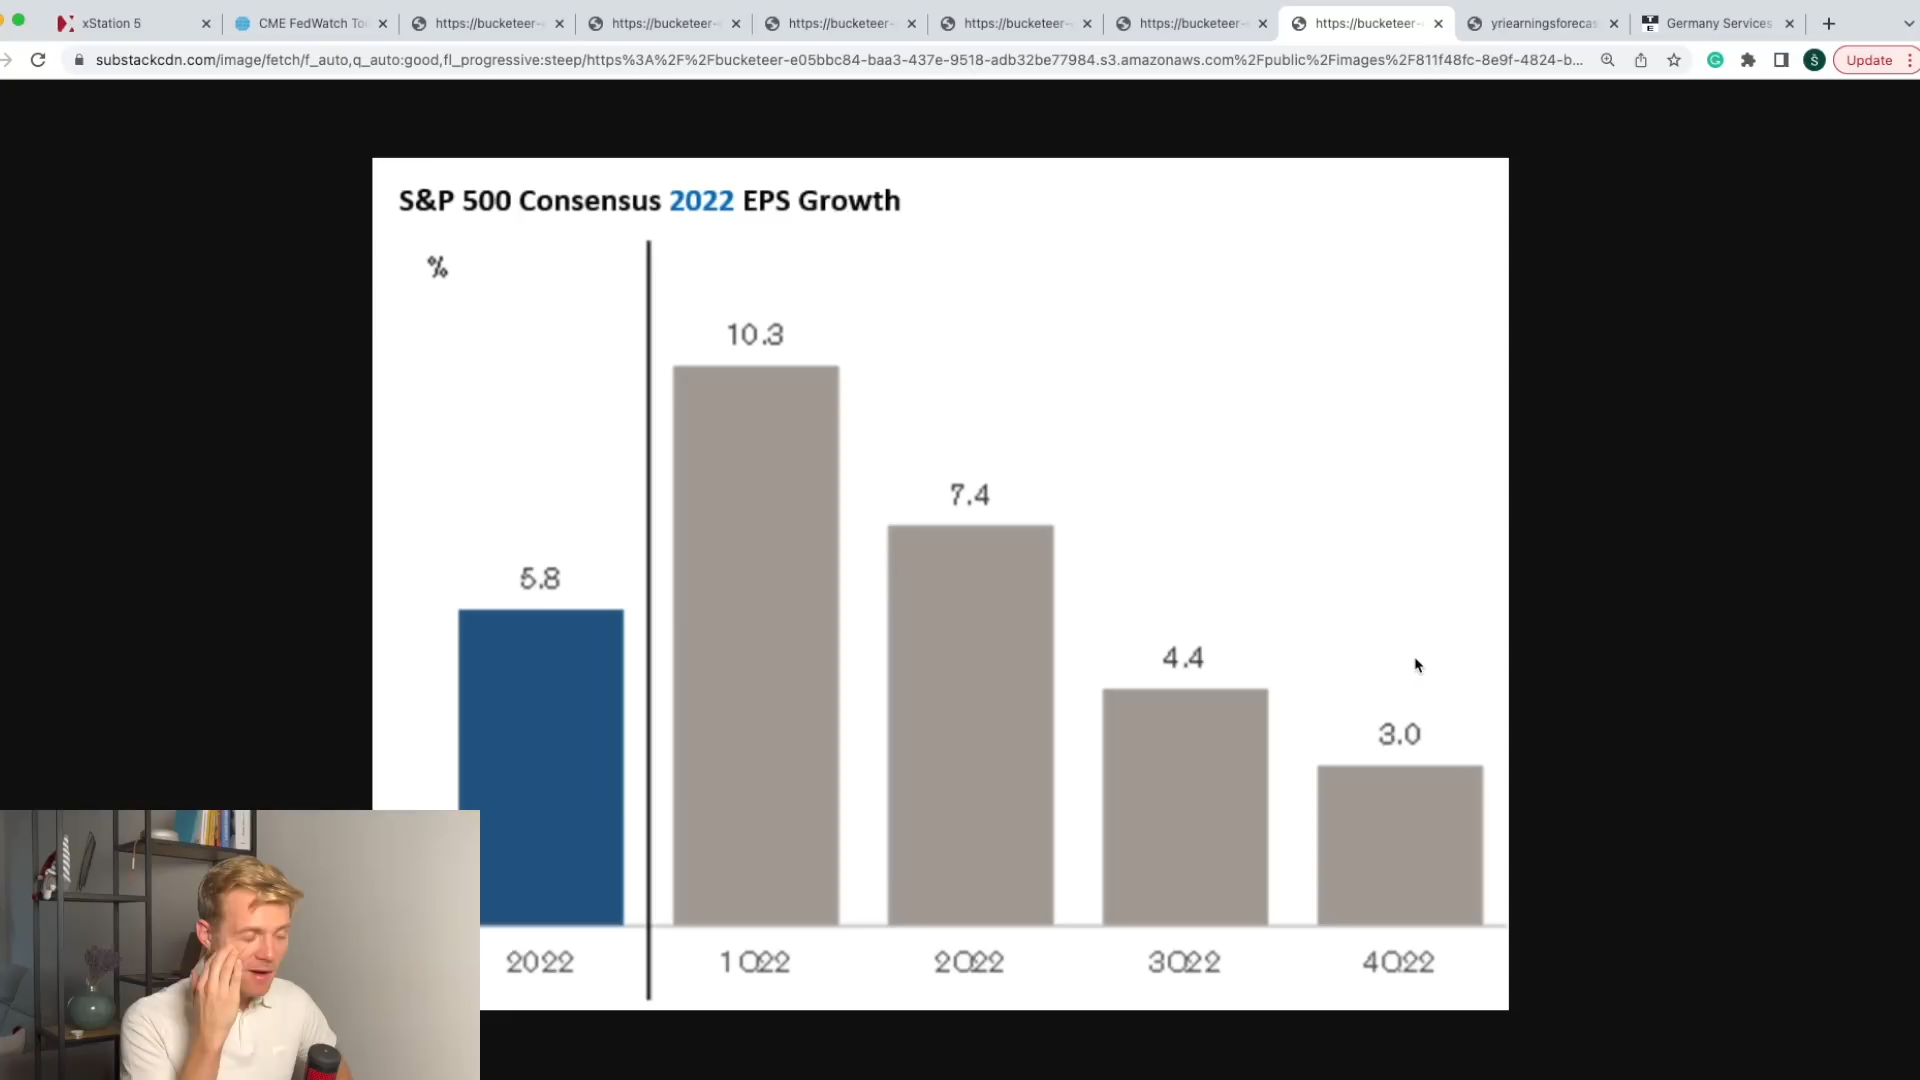 xStation 5
CME FedWatch To
https://bucketeer-
https://bucketeer-
https://bucketeer-
https://bucketeer-
https://bucketeer-
https://bucketeer-
yriearningsforecas
Germany Services
substackcdn.com/image/fetch/f_auto,q_auto:good,fl_progressive:steep/https%3A%2F%2Fbucketeer-e05bbc84-baa3-437e-9518-adb32be77984.s3.amazonaws.com%2Fpublic%2Fimages%2F811f48fc-8e9f-4824-b...
Š
Update
S&P 500 Consensus 2022 EPS Growth
%
10.3
7.4
5.8
4.4
3.0
2022
1Q22
2Q22
3Q22
4Q22